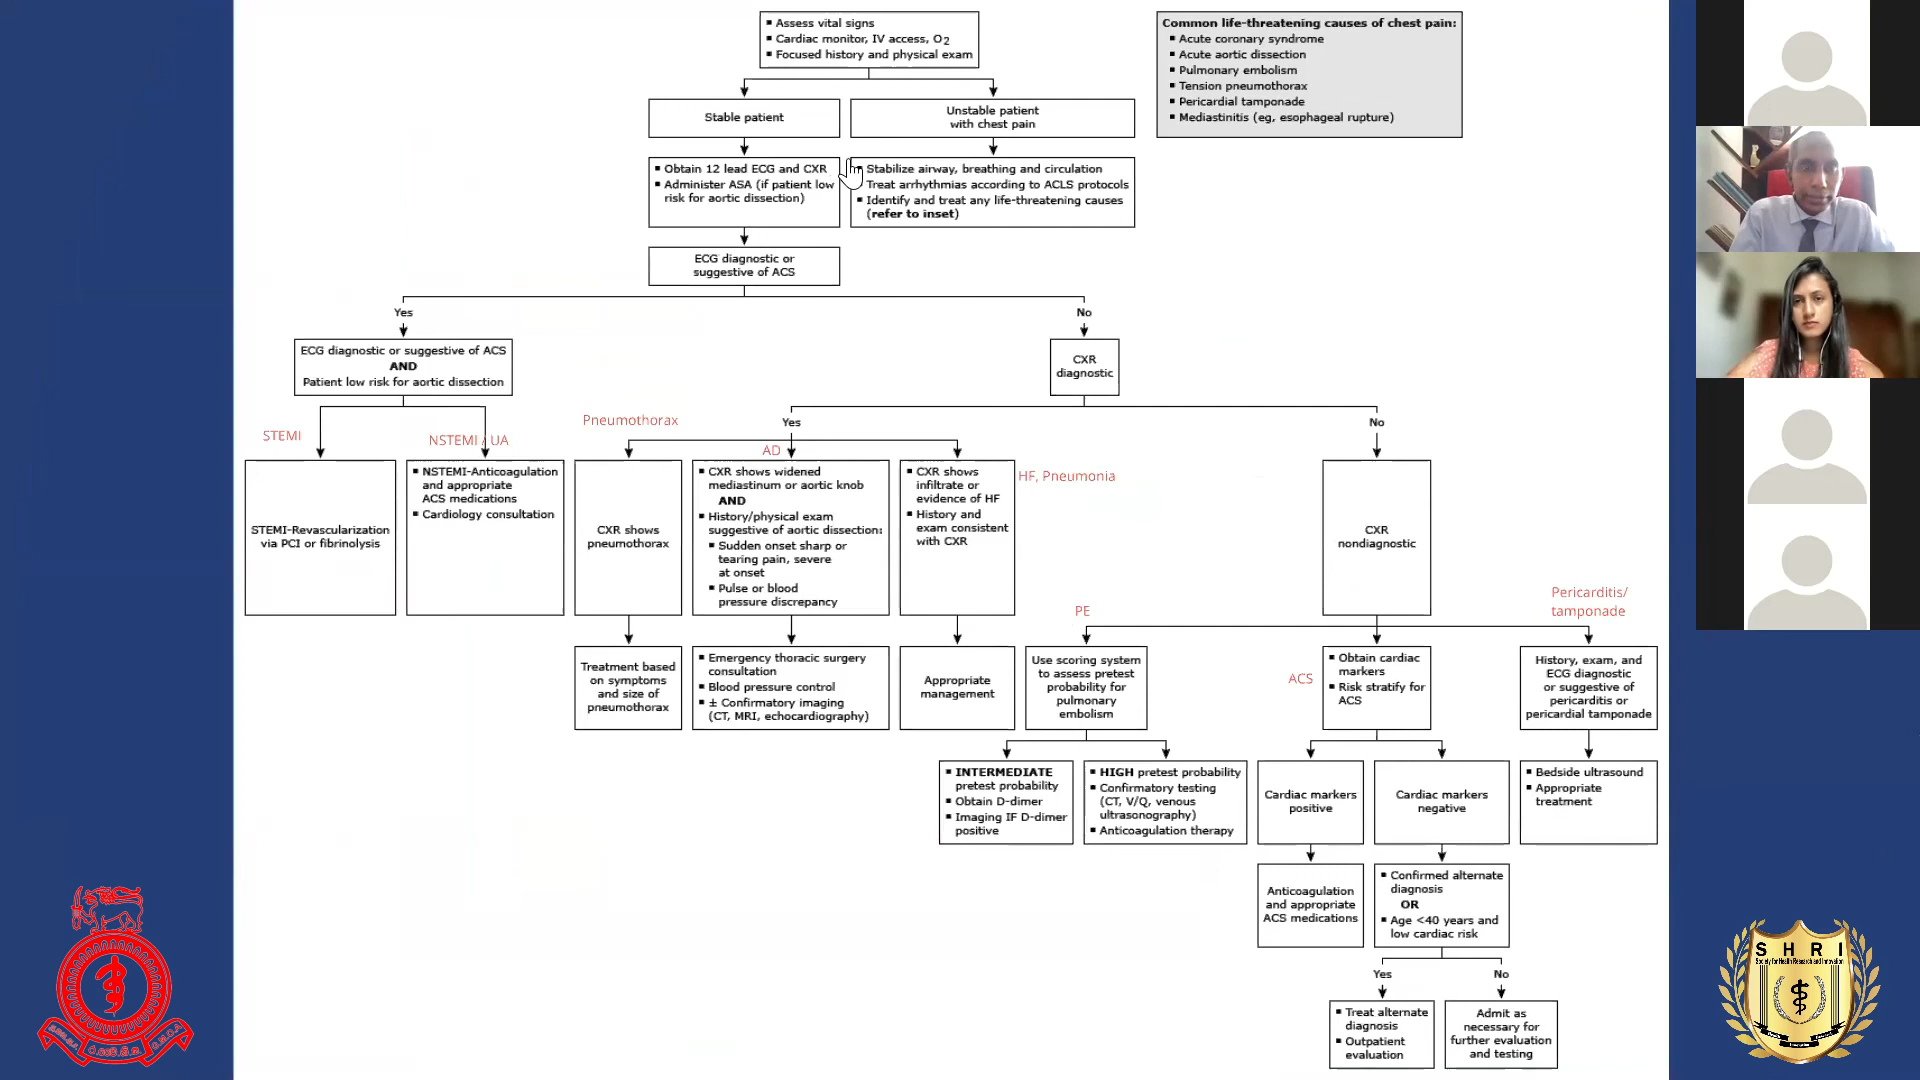 ▪ Assess vital signs
▪ Cardiac monitor, IV access, O2
▪ Focused history and physical exam
Common life-threatening causes of chest pain:
▪ Acute coronary syndrome
▪ Acute aortic dissection
▪ Pulmonary embolism
▪ Tension pneumothorax
▪ Pericardial tamponade
▪ Mediastinitis (eg, esophageal rupture)
Stable patient
Unstable patient
with chest pain
▪ Obtain 12 lead ECG and CXR
▪ Administer ASA (if patient low
risk for aortic dissection)
Stabilize airway, breathing and circulation
Treat arrhythmias according to ACLS protocols
▪ Identify and treat any life-threatening causes
(refer to inset)
ECG diagnostic or
suggestive of ACS
Yes
No
ECG diagnostic or suggestive of ACS
AND
Patient low risk for aortic dissection
CXR
diagnostic
Yes
No
STEMI
NSTEMI / UA
Pneumothorax
AD
HF, Pneumonia
STEMI-Revascularization
via PCI or fibrinolysis
▪ NSTEMI-Anticoagulation
and appropriate
ACS medications
▪ Cardiology consultation
CXR shows
pneumothorax
▪ CXR shows widened
mediastinum or aortic knob
AND
▪ History/physical exam
suggestive of aortic dissection:
▪ Sudden onset sharp or
tearing pain, severe
at onset
▪ Pulse or blood
pressure discrepancy
▪ CXR shows
infiltrate or
evidence of HF
▪ History and
exam consistent
with CXR
CXR
nondiagnostic
Treatment based
on symptoms
and size of
pneumothorax
▪ Emergency thoracic surgery
consultation
▪ Blood pressure control
▪ ± Confirmatory imaging
(CT, MRI, echocardiography)
Appropriate
management
PE
Use scoring system
to assess pretest
probability for
pulmonary
embolism
ACS
▪ Obtain cardiac
markers
▪ Risk stratify for
ACS
Pericarditis/
tamponade
History, exam, and
ECG diagnostic
or suggestive of
pericarditis or
pericardial tamponade
▪ INTERMEDIATE
pretest probability
▪ Obtain D-dimer
▪ Imaging IF D-dimer
positive
▪ HIGH pretest probability
▪ Confirmatory testing
(CT, V/Q, venous
ultrasonography)
▪ Anticoagulation therapy
Cardiac markers
positive
Cardiac markers
negative
▪ Bedside ultrasound
▪ Appropriate
treatment
Anticoagulation
and appropriate
ACS medications
▪ Confirmed alternate
diagnosis
OR
▪ Age <40 years and
low cardiac risk
Yes
No
▪ Treat alternate
diagnosis
▪ Outpatient
evaluation
Admit as
necessary for
further evaluation
and testing
G.M.O.A
S H R I
Society for Health Research and Innovation